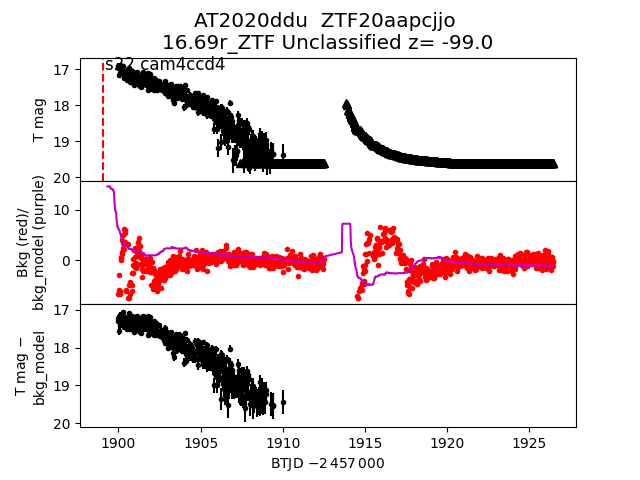 AT2020ddu  ZTF20aapcjjo
16.69r_ZTF Unclassified z= -99.0
s22 cam4ccd4
T mag
17
18
19
20
Bkg (red)/
bkg_model (purple)
10
0
T mag −
bkg_model
17
18
19
20
1900 1905 1910 1915 1920 1925
BTJD −2 457 000